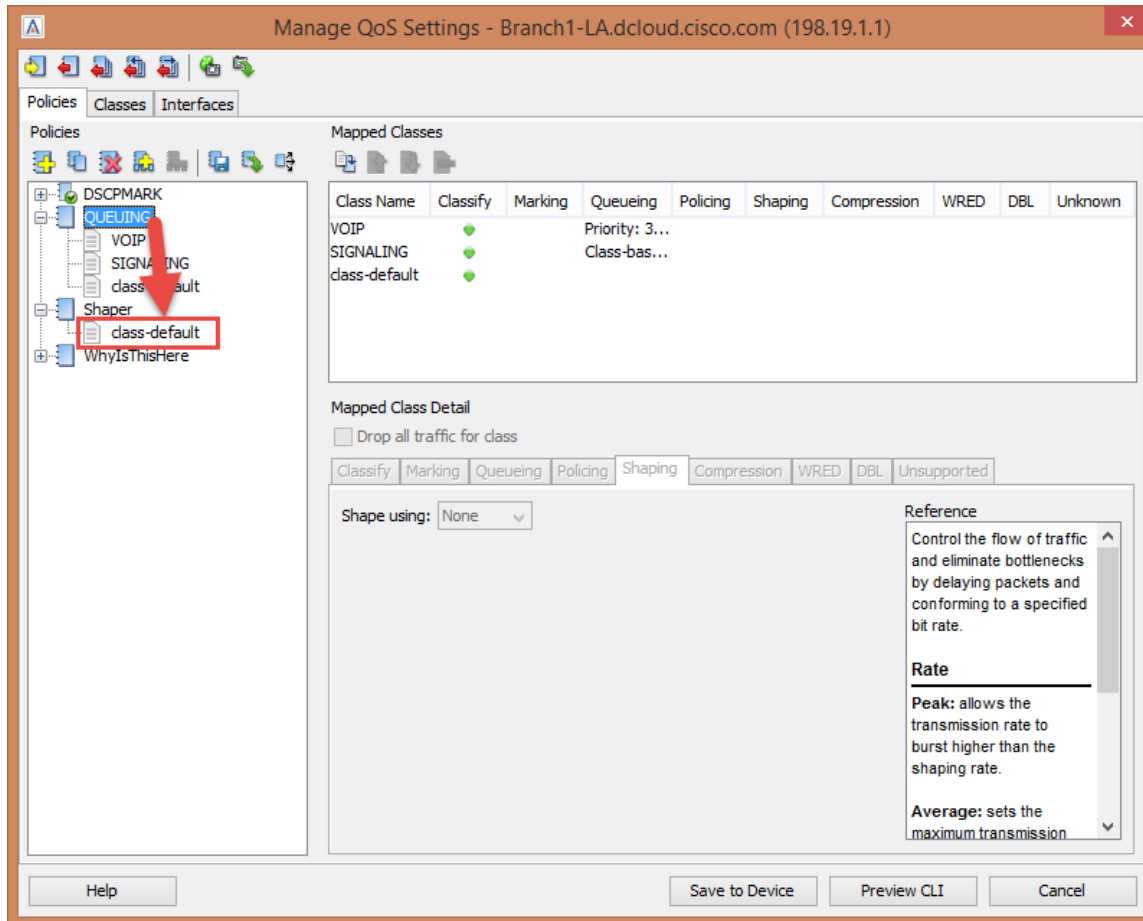 Manage QoS Settings - Branch1-LA.dcloud.cisco.com (198.19.1.1)
Policies Classes Interfaces
Policies
DSCPMARK
QUEUING
VOIP
SIGNALING
class-default
Shaper
class-default
WhyIsThisHere
Mapped Classes
Class Name Classify Marking Queueing Policing Shaping Compression WRED DBL Unknown
VOIP Priority: 3...
SIGNALING Class-bas...
class-default
Mapped Class Detail
Drop all traffic for class
Classify Marking Queueing Policing Shaping Compression WRED DBL Unsupported
Shape using: None
Reference
Control the flow of traffic
and eliminate bottlenecks
by delaying packets and
conforming to a specified
bit rate.
Rate
Peak: allows the
transmission rate to
burst higher than the
shaping rate.
Average: sets the
maximum transmission
Help Save to Device Preview CLI Cancel